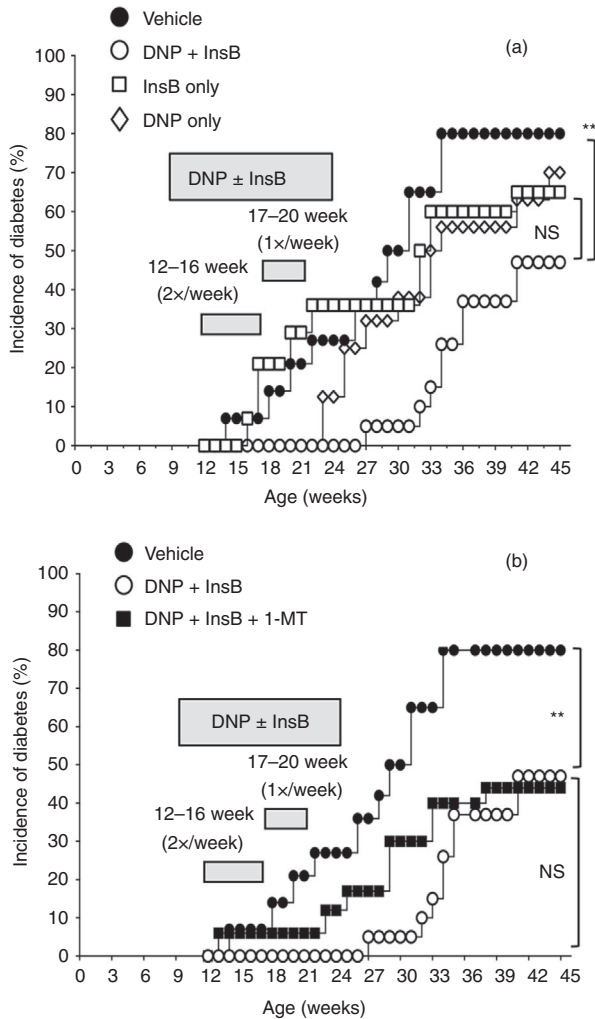 Vehicle
DNP + InsB
InsB only
DNP only
(a)
100
90
80
70
60
50
40
30
20
10
0
Incidence of diabetes (%)
DNP ± InsB
17–20 week
(1×/week)
12–16 week
(2×/week)
**
NS
0 3 6 9 12 15 18 21 24 27 30 33 36 39 42 45
Age (weeks)
Vehicle
DNP + InsB
DNP + InsB + 1-MT
(b)
100
90
80
70
60
50
40
30
20
10
0
Incidence of diabetes (%)
DNP ± InsB
17–20 week
(1×/week)
12–16 week
(2×/week)
**
NS
0 3 6 9 12 15 18 21 24 27 30 33 36 39 42 45
Age (weeks)